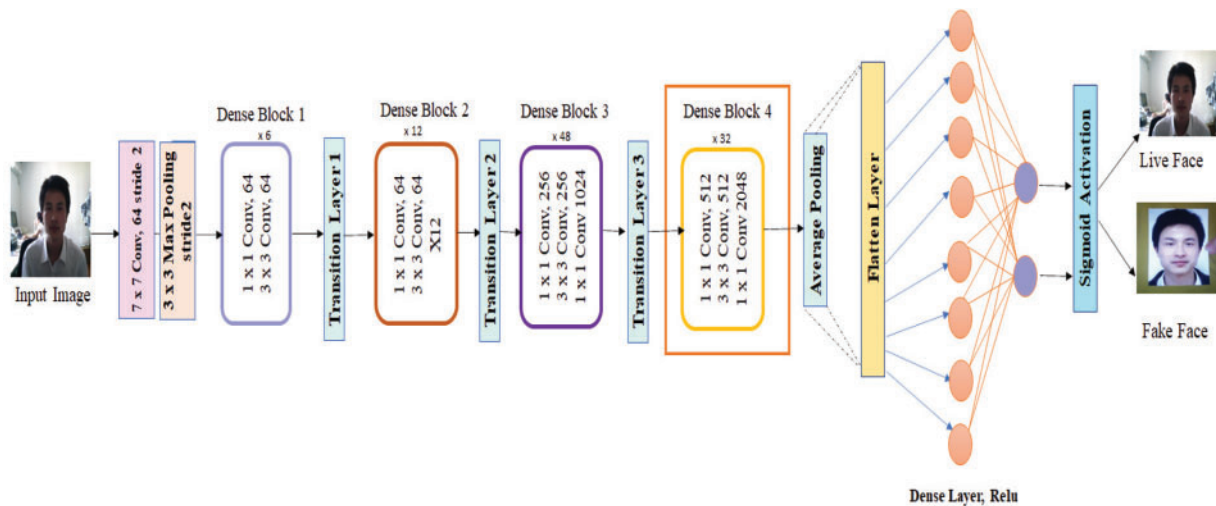 Input Image
7 x 7 Conv, 64 stride 2
3 x 3 Max Pooling
stride2
Dense Block 1
x 6
1 x 1 Conv, 64
3 x 3 Conv, 64
Transition Layer 1
Dense Block 2
x 12
1 x 1 Conv, 64
3 x 3 Conv, 64
X12
Transition Layer 2
Dense Block 3
x 48
1 x 1 Conv, 256
3 x 3 Conv, 256
1 x 1 Conv 1024
Transition Layer 3
Dense Block 4
x 32
1 x 1 Conv, 512
3 x 3 Conv, 512
1 x 1 Conv 2048
Average Pooling
Flatten Layer
Dense Layer, Relu
Sigmoid Activation
Live Face
Fake Face